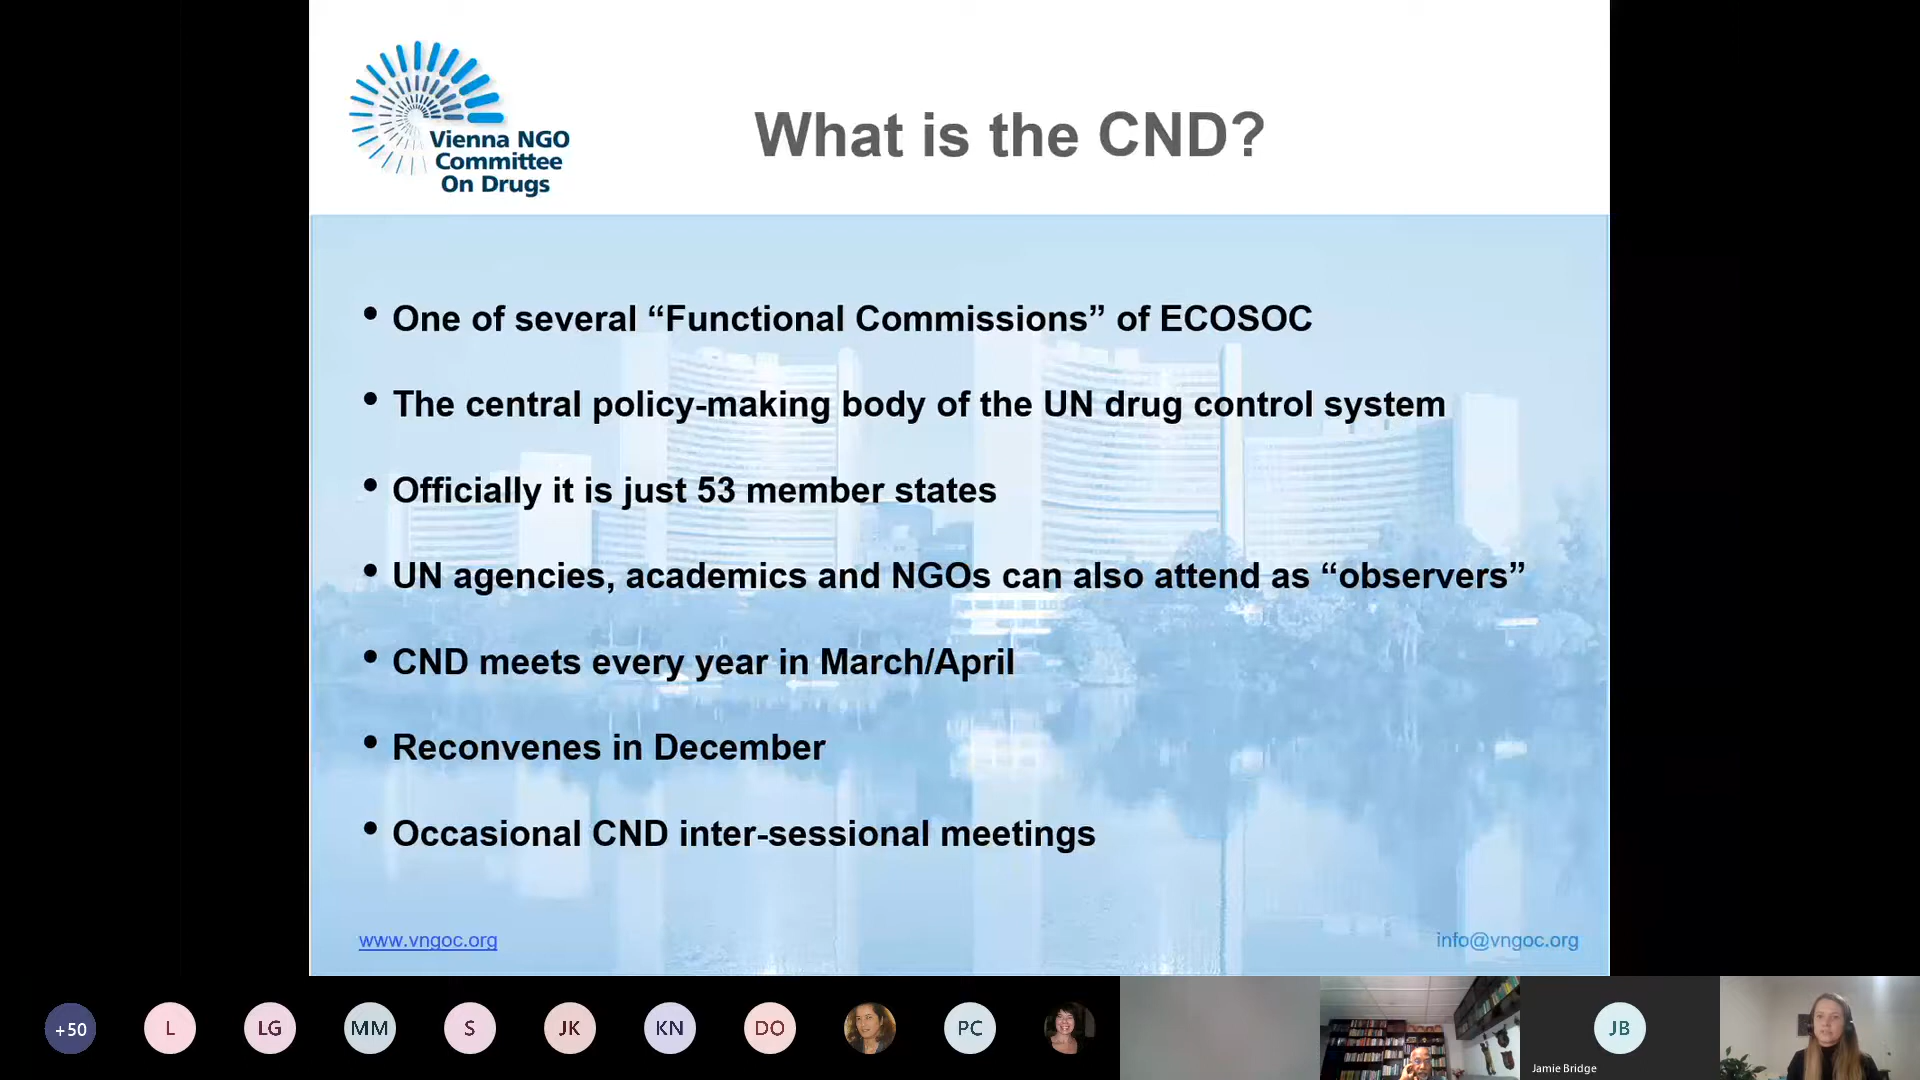 Vienna NGO
Committee
On Drugs
What is the CND?
• One of several “Functional Commissions” of ECOSOC
• The central policy-making body of the UN drug control system
• Officially it is just 53 member states
• UN agencies, academics and NGOs can also attend as “observers”
• CND meets every year in March/April
• Reconvenes in December
• Occasional CND inter-sessional meetings
www.vngoc.org
info@vngoc.org
+50
L
LG
MM
S
JK
KN
DO
PC
JB
Jamie Bridge